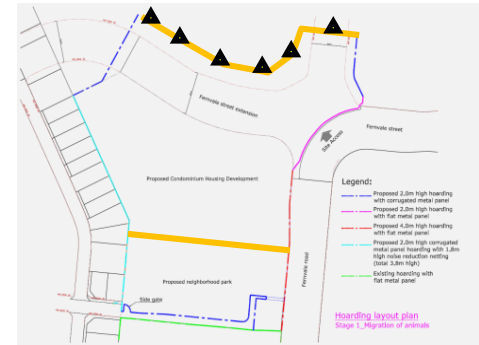 Fernvale street extension
Fernvale street
Site Access
Proposed Condominium Housing Development
Legend:
Proposed 2.0m high hoarding
with corrugated metal panel
Proposed 2.0m high hoarding
with flat metal panel
Proposed 4.0m high hoarding
with flat metal panel
Proposed 2.0m high corrugated
metal panel hoarding with 1.8m
high noise reduction netting
(total 3.8m high)
Existing hoarding with
flat metal panel
Fernvale road
Proposed neighborhood park
Side gate
Hoarding layout plan
Stage 1_Migration of animals